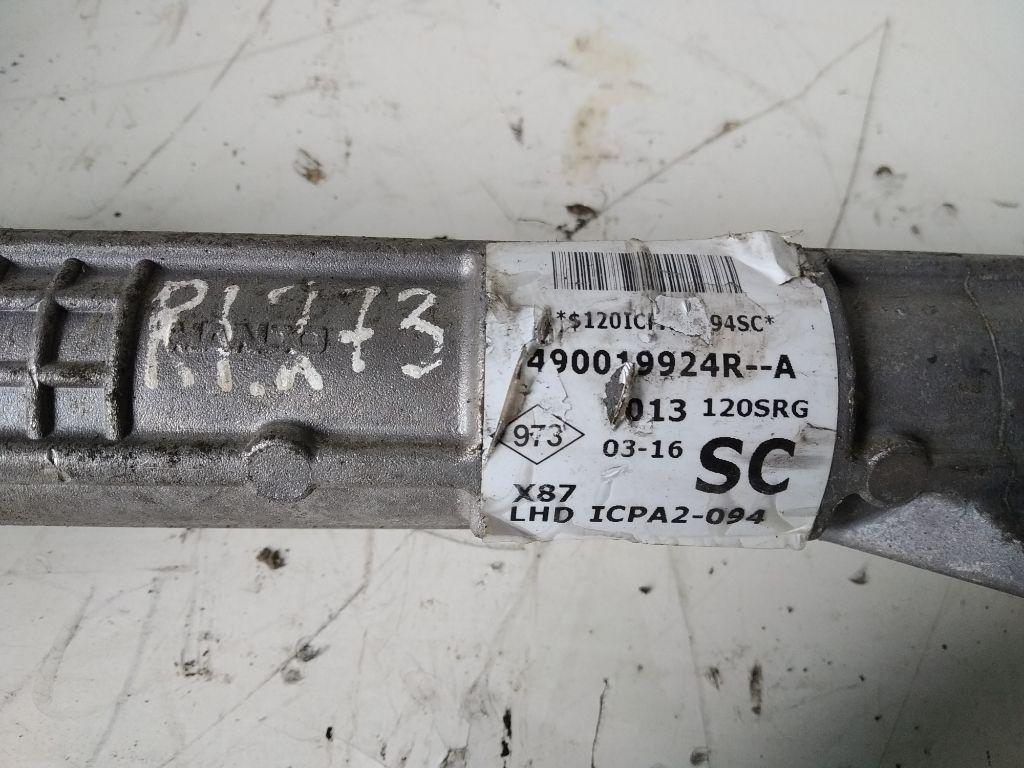 R1.273
*$120IC 94SC*
490019924R--A
013 120SRG
973
03-16 SC
X87
LHD ICPA2-094